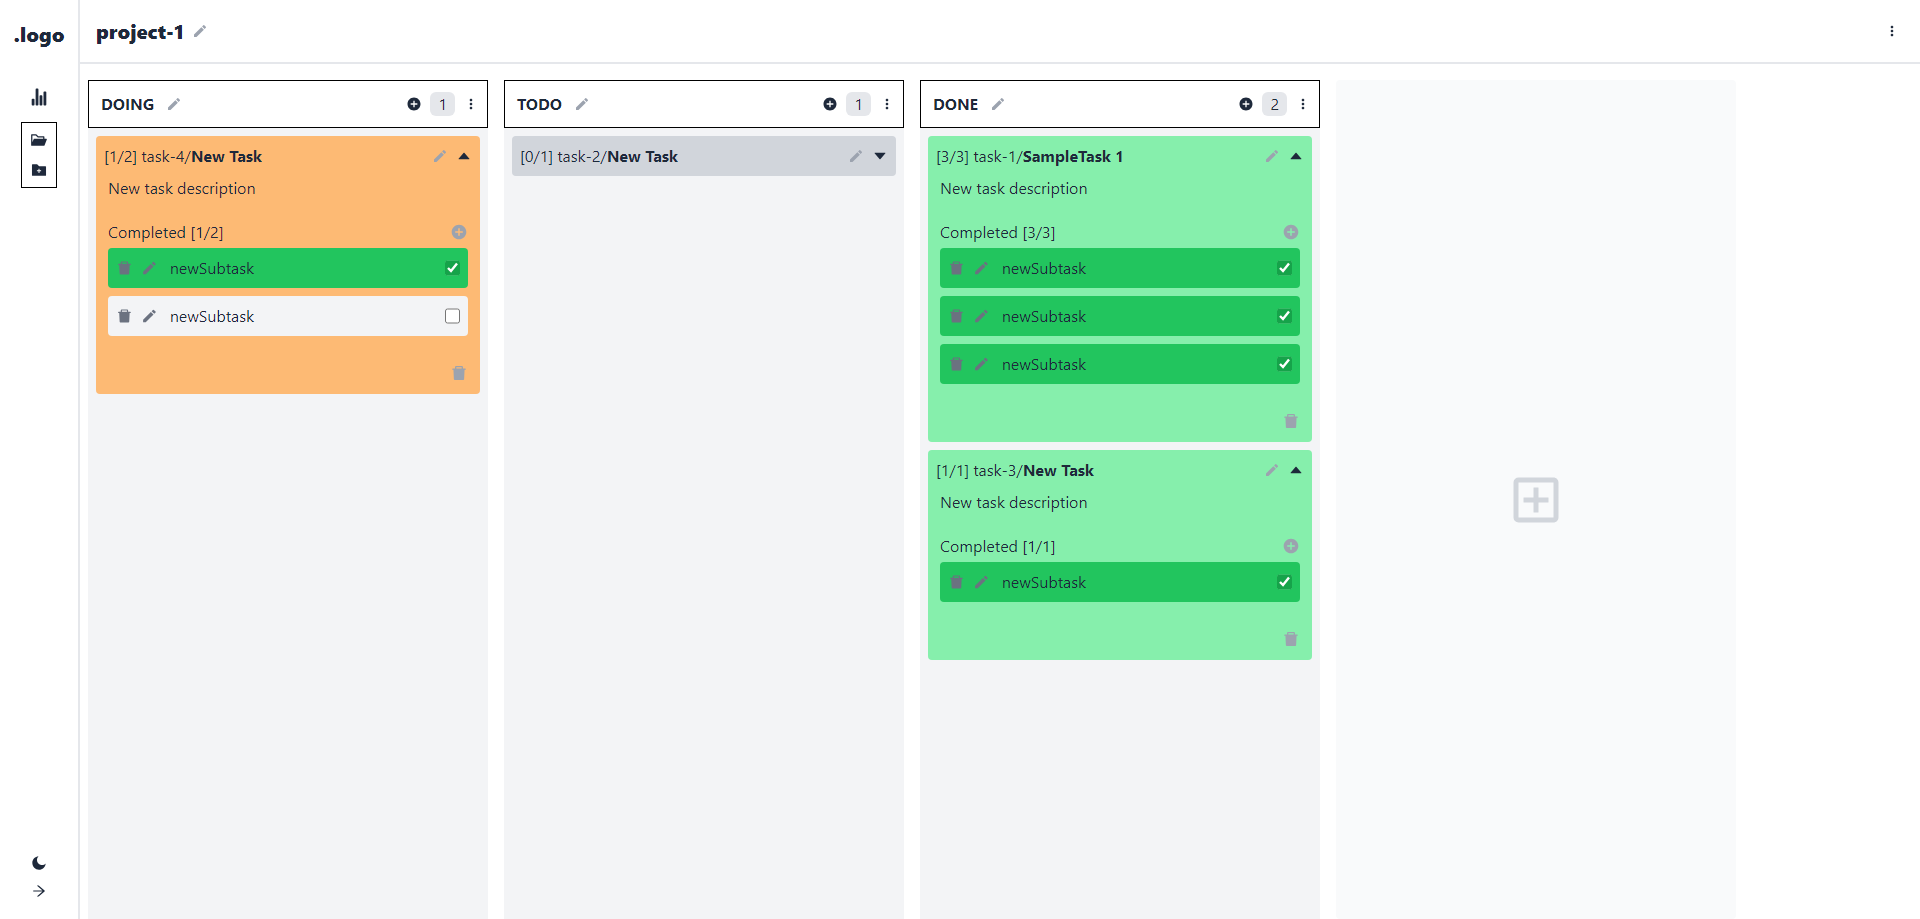 .logo
project-1
DOING 1
[1/2] task-4/New Task
New task description
Completed [1/2]
newSubtask
newSubtask
TODO 1
[0/1] task-2/New Task
DONE 2
[3/3] task-1/SampleTask 1
New task description
Completed [3/3]
newSubtask
newSubtask
newSubtask
[1/1] task-3/New Task
New task description
Completed [1/1]
newSubtask